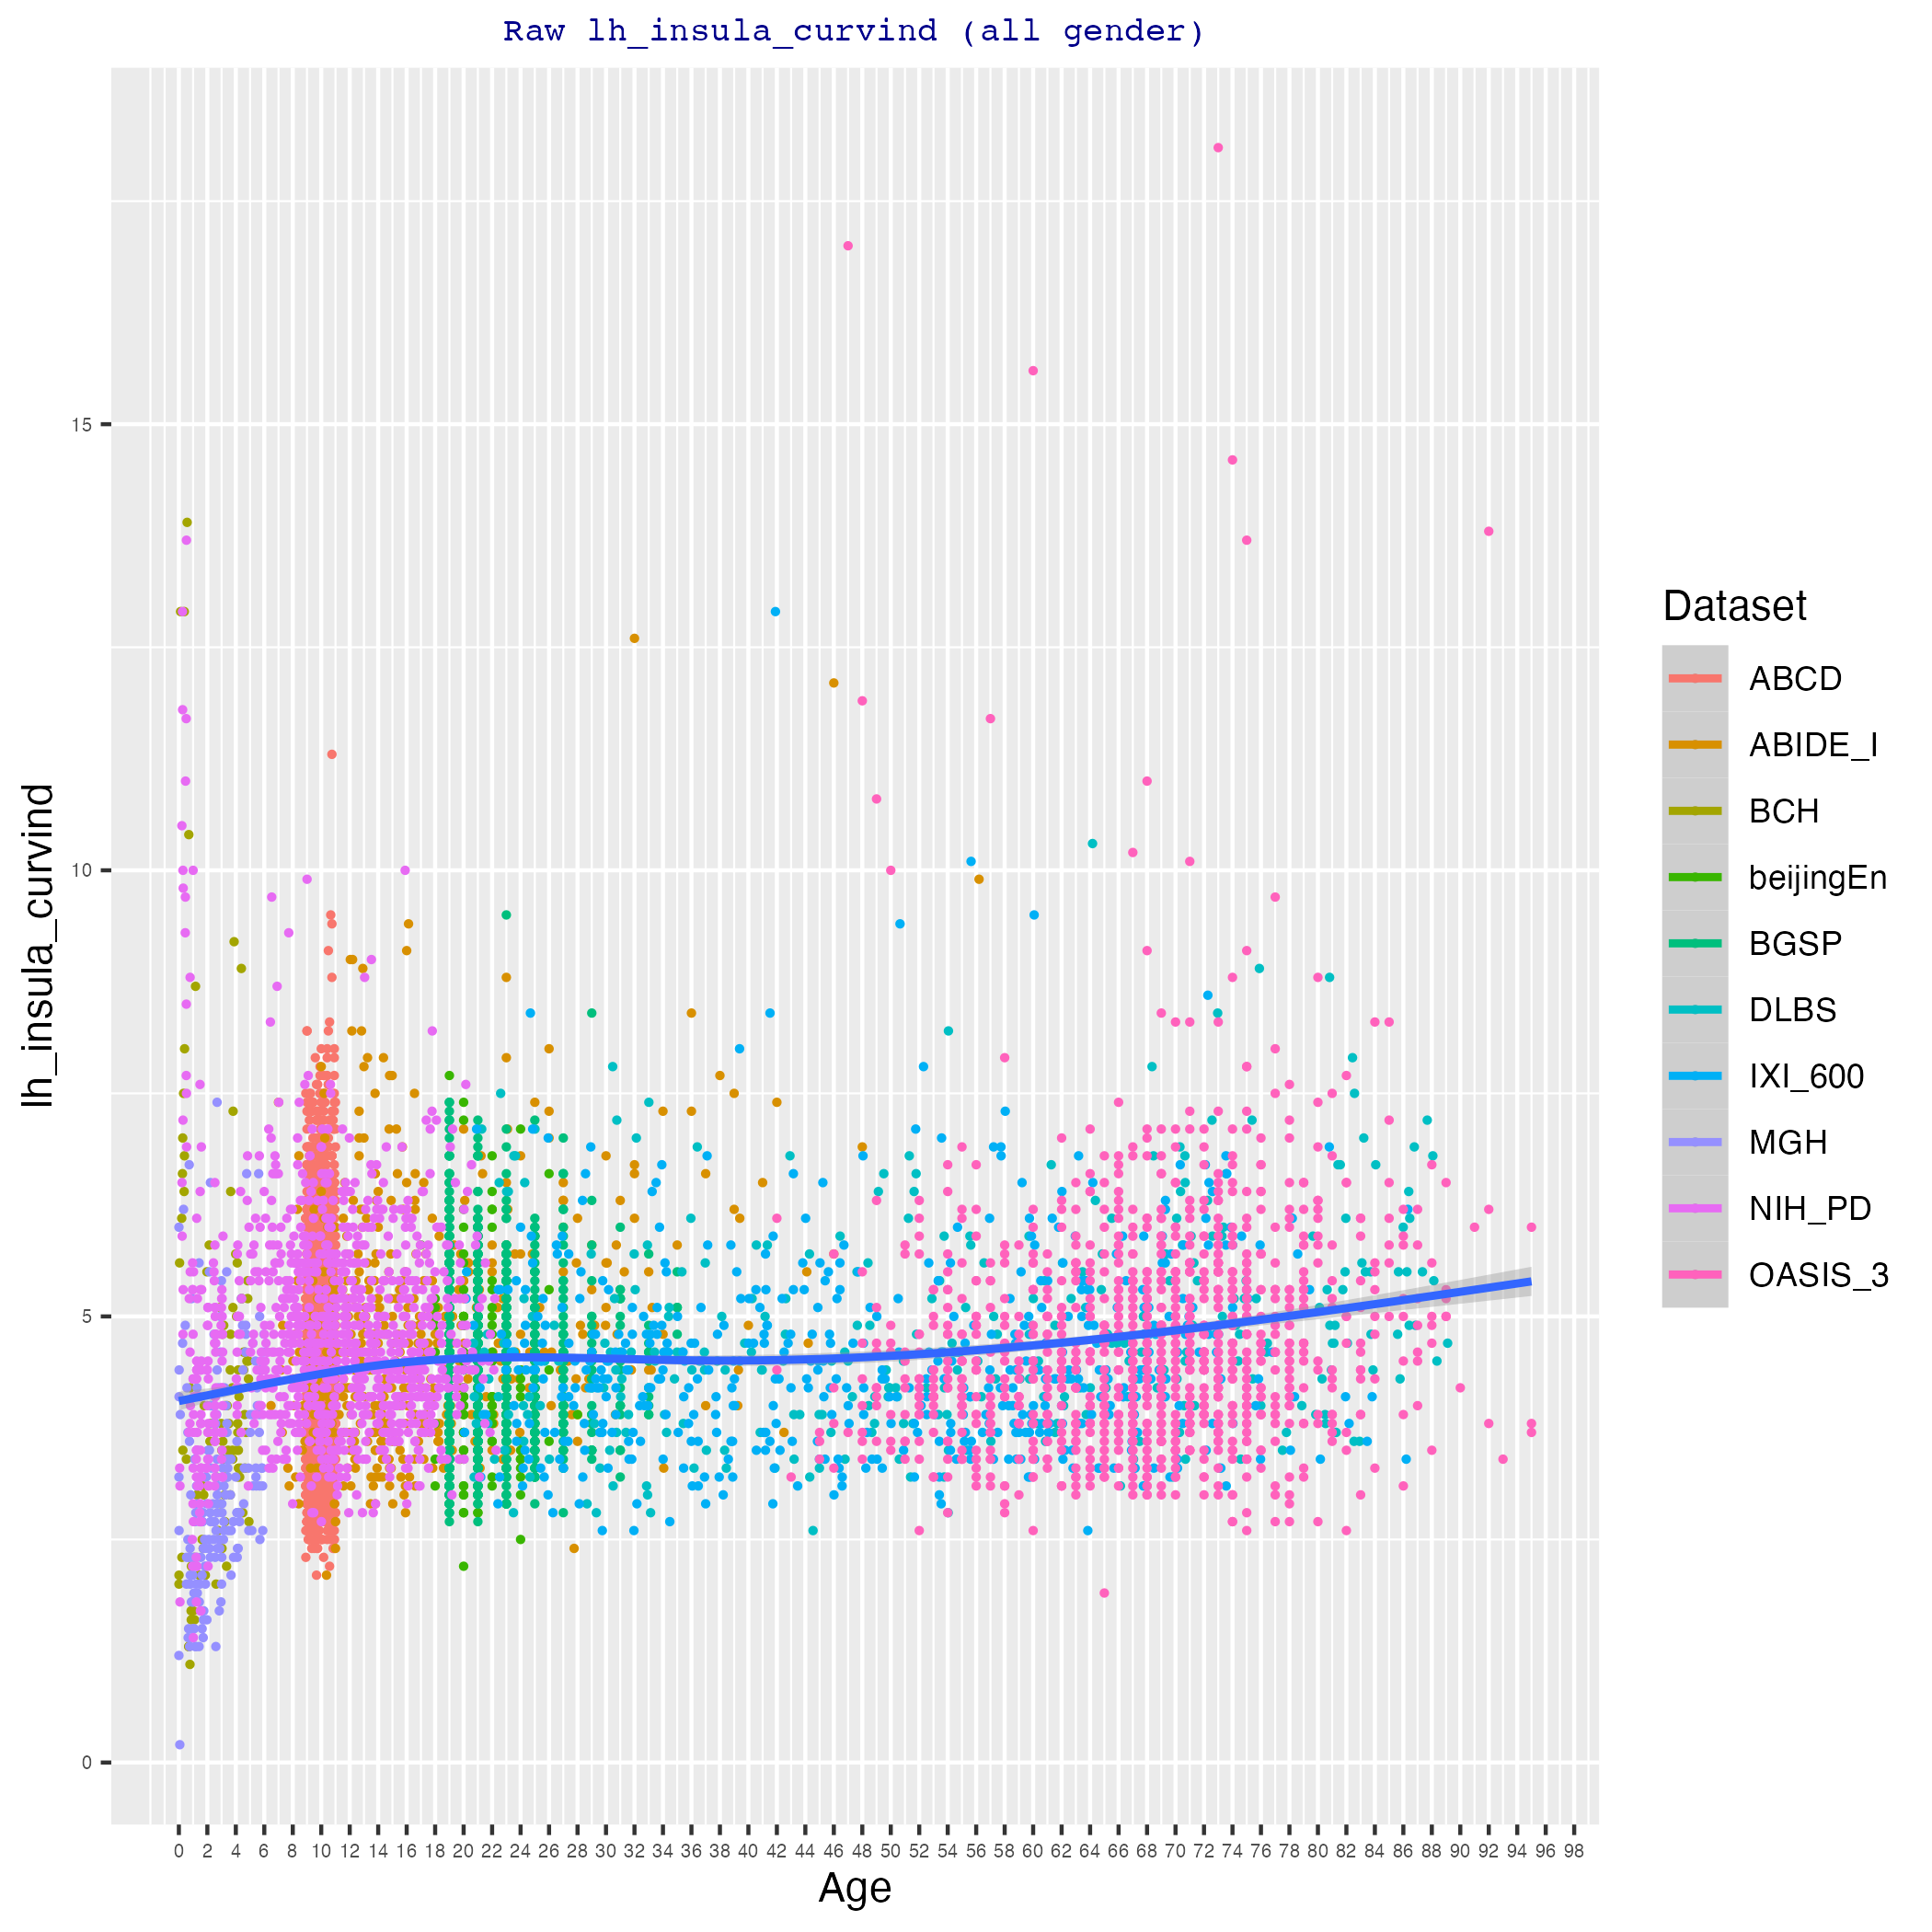 Raw lh_insula_curvind (all gender)
lh_insula_curvind
15
10
5
0
0 2 4 6 8 10 12 14 16 18 20 22 24 26 28 30 32 34 36 38 40 42 44 46 48 50 52 54 56 58 60 62 64 66 68 70 72 74 76 78 80 82 84 86 88 90 92 94 96 98
Age
Dataset
ABCD
ABIDE_I
BCH
beijingEn
BGSP
DLBS
IXI_600
MGH
NIH_PD
OASIS_3